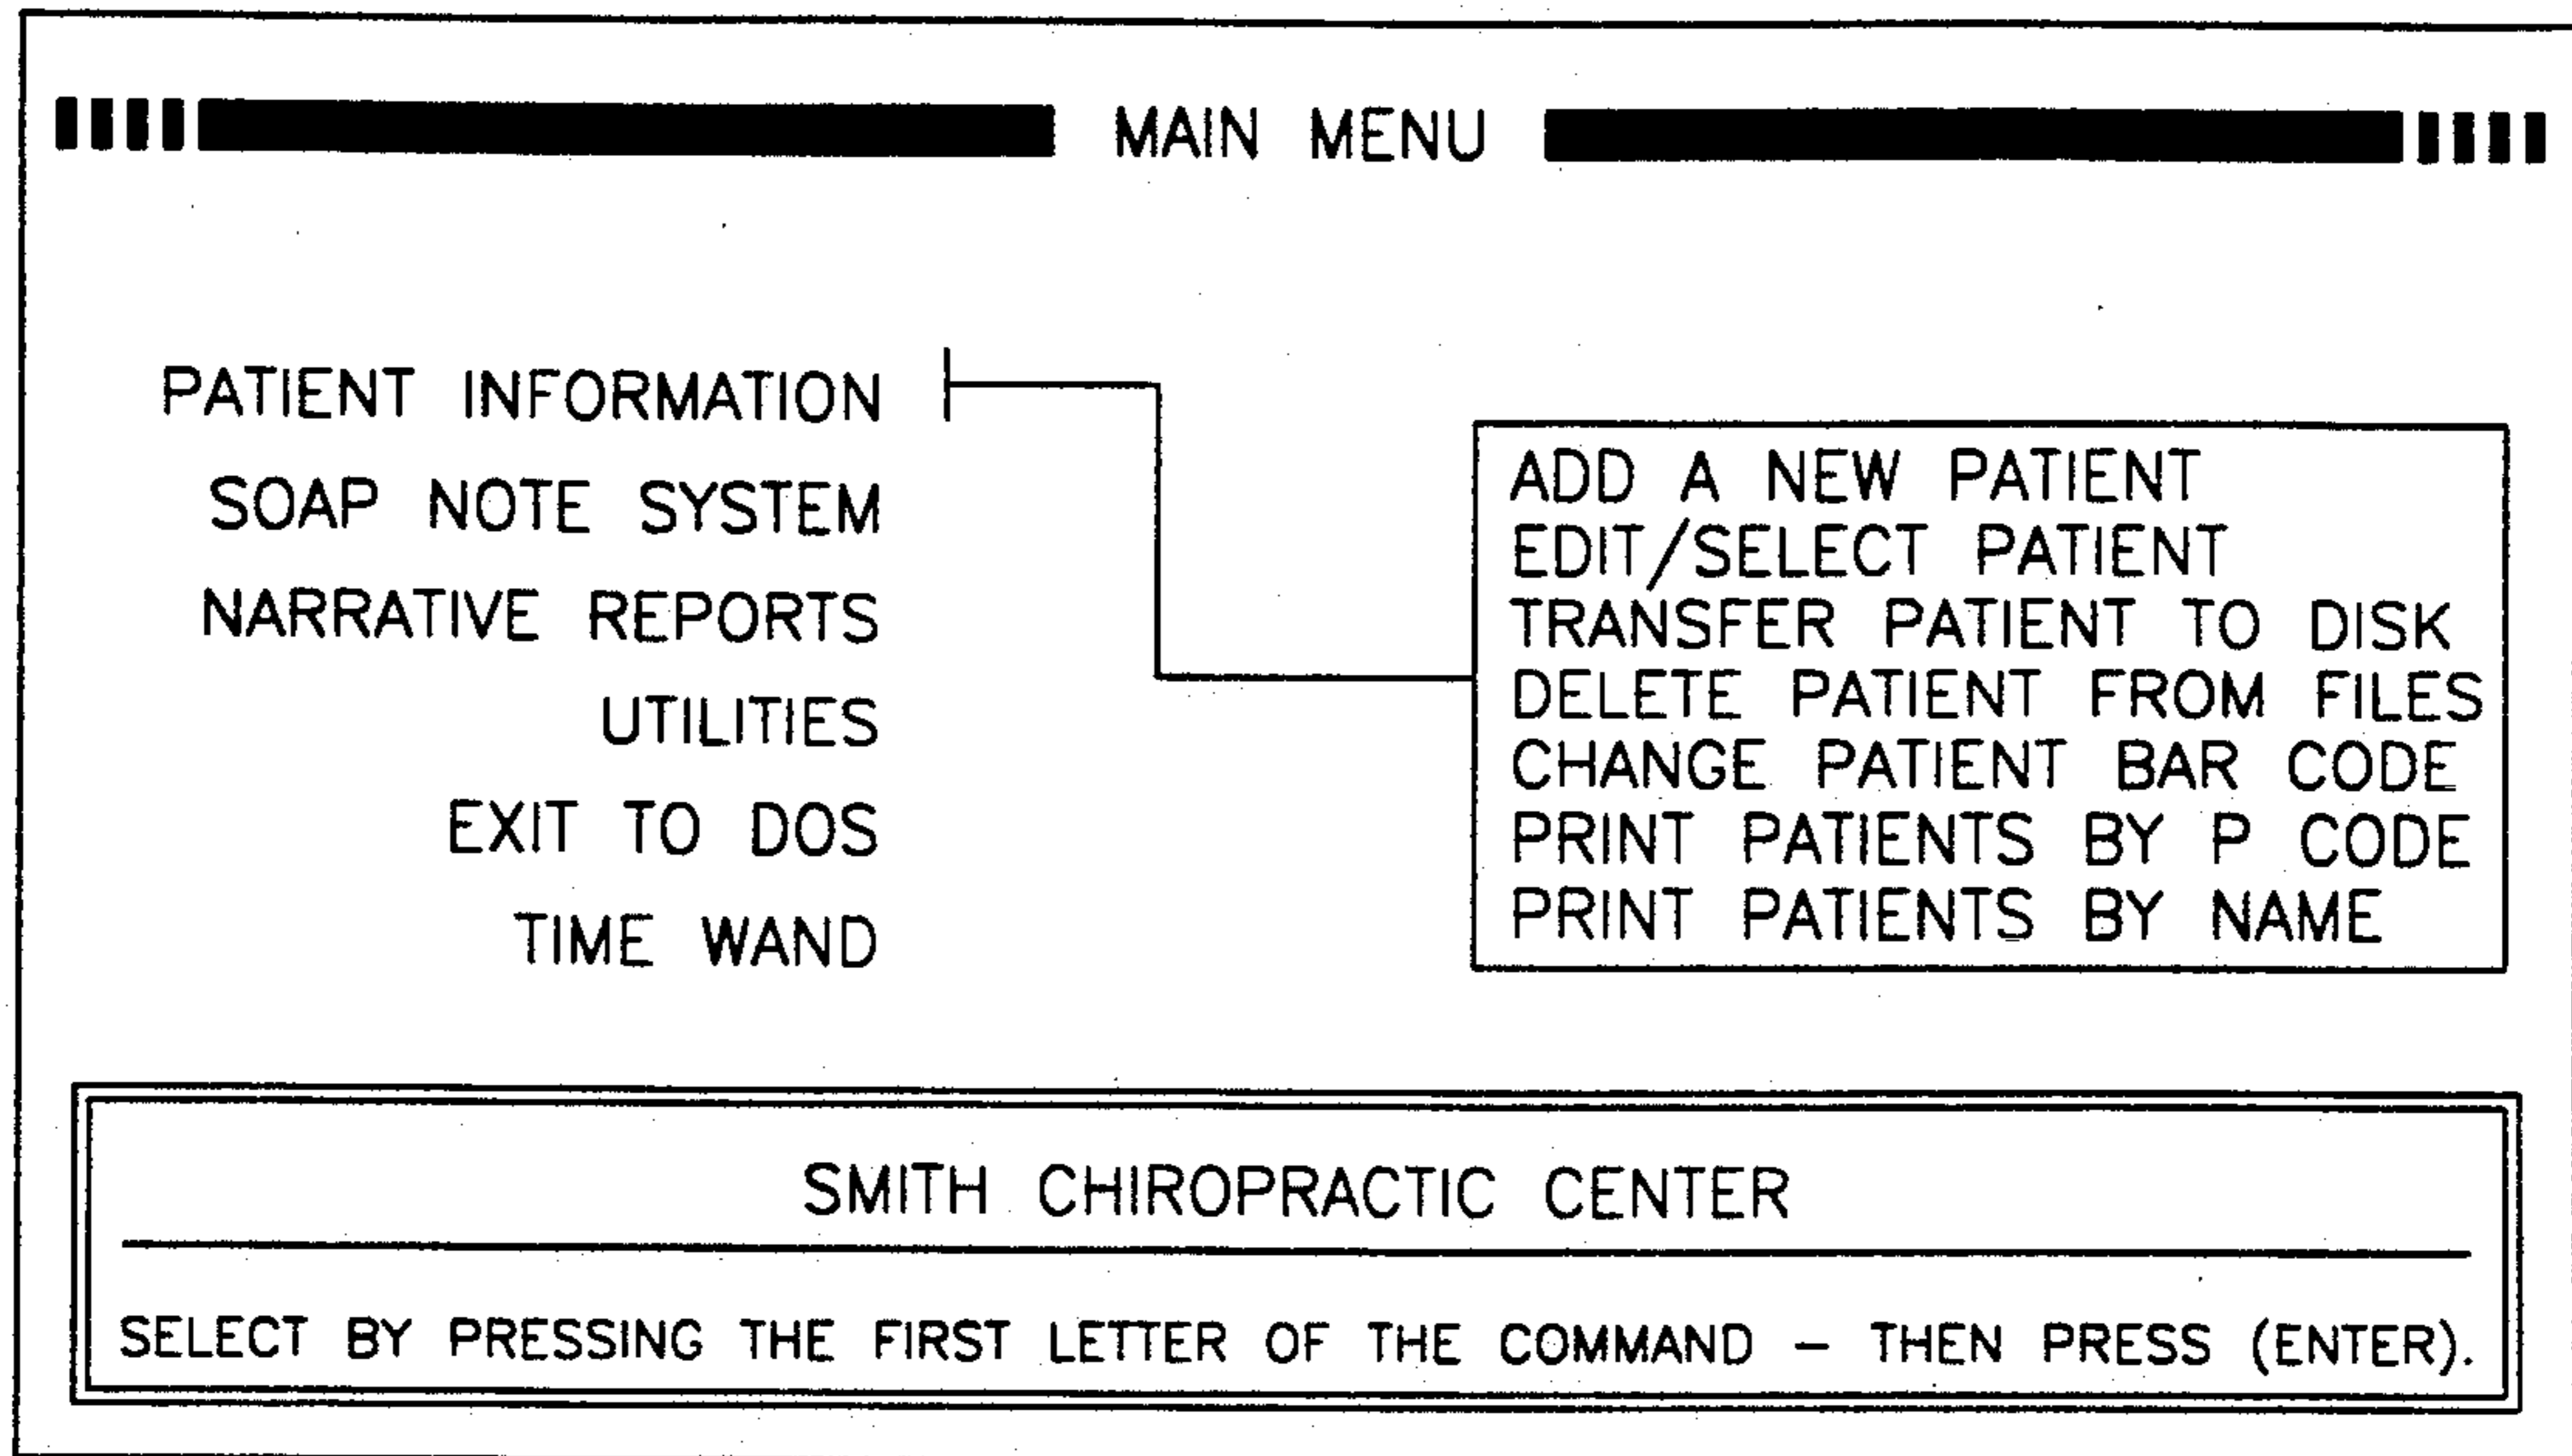 MAIN MENU
PATIENT INFORMATION
SOAP NOTE SYSTEM
NARRATIVE REPORTS
UTILITIES
EXIT TO DOS
TIME WAND
ADD A NEW PATIENT
EDIT/SELECT PATIENT
TRANSFER PATIENT TO DISK
DELETE PATIENT FROM FILES
CHANGE PATIENT BAR CODE
PRINT PATIENTS BY P CODE
PRINT PATIENTS BY NAME
SMITH CHIROPRACTIC CENTER
SELECT BY PRESSING THE FIRST LETTER OF THE COMMAND – THEN PRESS (ENTER).